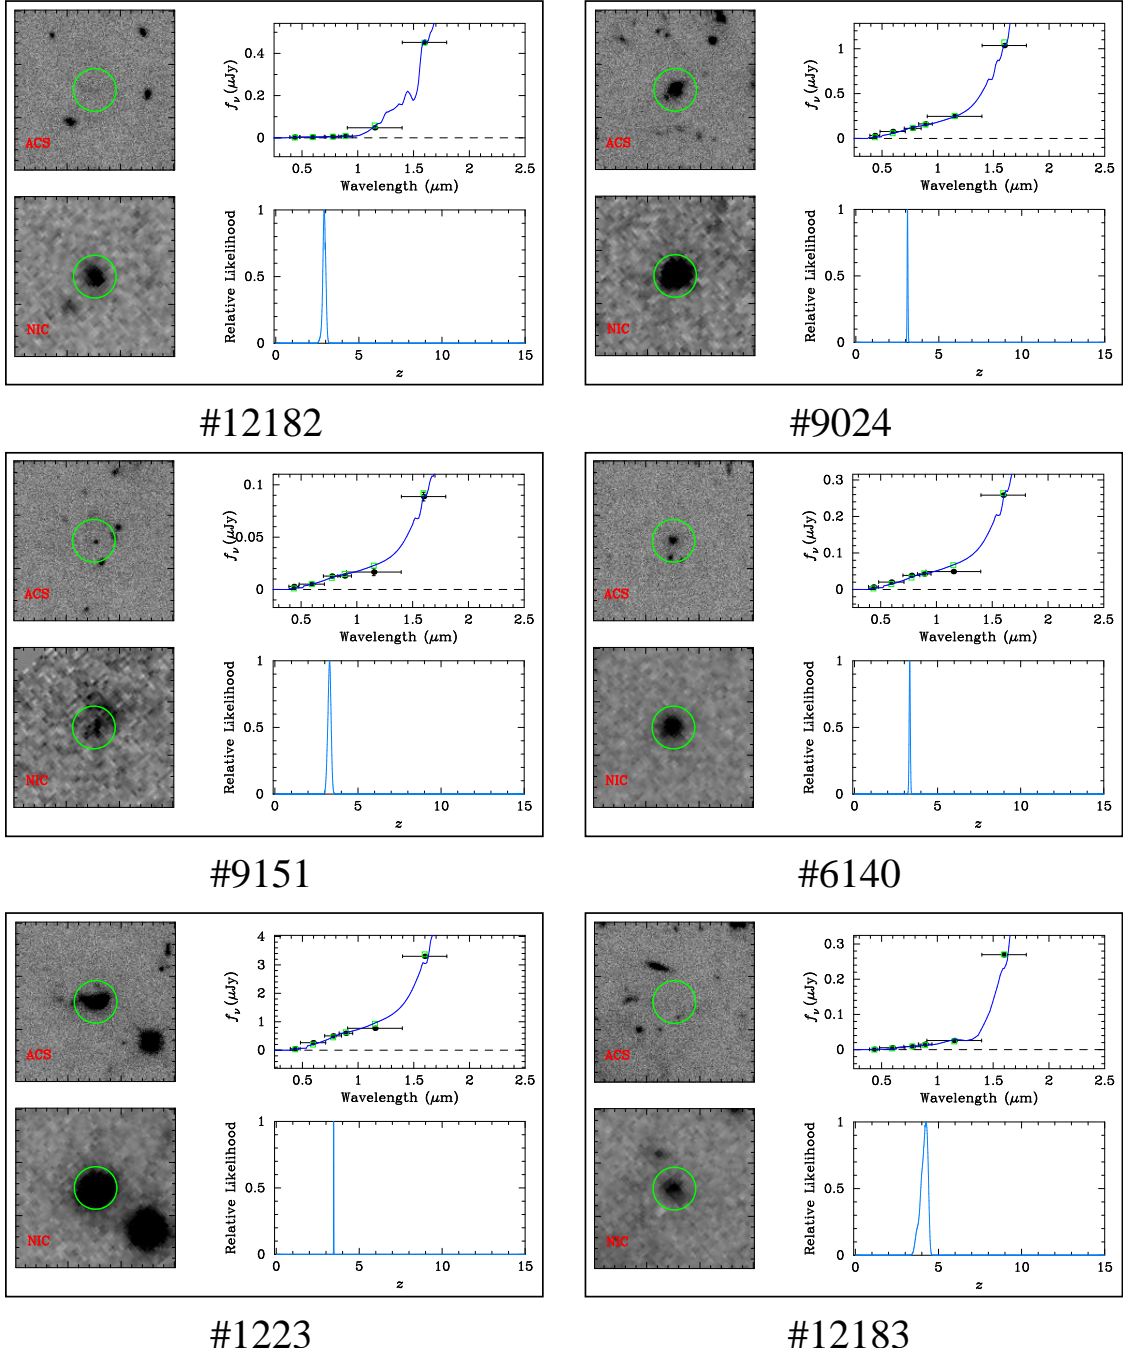 ACS
NIC
f_ν (μJy)
0.4
0.2
0
0.5 1 1.5 2 2.5
Wavelength (μm)
Relative Likelihood
1
0.5
0
0 5 10 15
z
#12182
ACS
NIC
f_ν (μJy)
1
0.5
0
0.5 1 1.5 2 2.5
Wavelength (μm)
Relative Likelihood
1
0.5
0
0 5 10 15
z
#9024
ACS
NIC
f_ν (μJy)
0.1
0.05
0
0.5 1 1.5 2 2.5
Wavelength (μm)
Relative Likelihood
1
0.5
0
0 5 10 15
z
#9151
ACS
NIC
f_ν (μJy)
0.3
0.2
0.1
0
0.5 1 1.5 2 2.5
Wavelength (μm)
Relative Likelihood
1
0.5
0
0 5 10 15
z
#6140
ACS
NIC
f_ν (μJy)
4
3
2
1
0
0.5 1 1.5 2 2.5
Wavelength (μm)
Relative Likelihood
1
0.5
0
0 5 10 15
z
#1223
ACS
NIC
f_ν (μJy)
0.3
0.2
0.1
0
0.5 1 1.5 2 2.5
Wavelength (μm)
Relative Likelihood
1
0.5
0
0 5 10 15
z
#12183